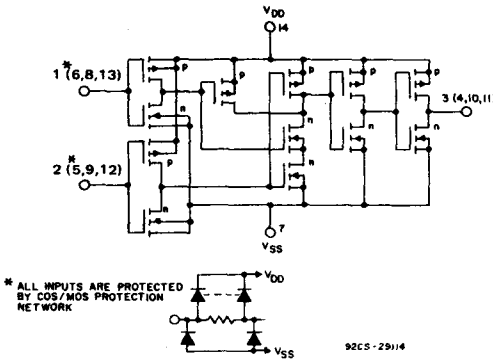 VDD
14
p
p
p
p
p
1 * (6,8,13)
3 (4,10,11
n
n
n
n
p
2 * (5,9,12)
n
n
7
VSS
* ALL INPUTS ARE PROTECTED
BY COS/MOS PROTECTION
NETWORK
VDD
VSS
92CS-29114